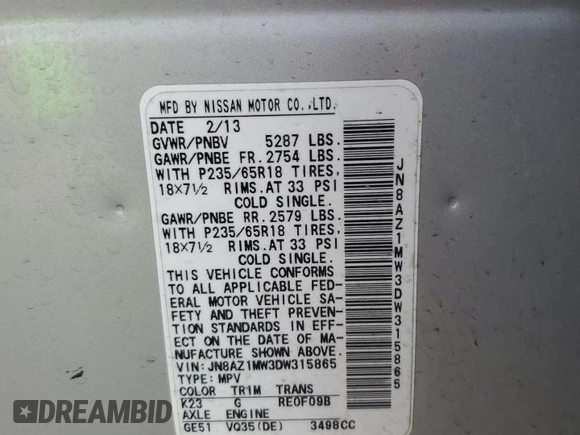 MFD BY NISSAN MOTOR CO.,LTD.
DATE 2/13
GVWR/PNBV 5287 LBS.
GAWR/PNBE FR. 2754 LBS.
WITH P235/65R18 TIRES,
18X7½ RIMS. AT 33 PSI
COLD SINGLE.
GAWR/PNBE RR. 2579 LBS.
WITH P235/65R18 TIRES,
18X7½ RIMS. AT 33 PSI
COLD SINGLE.
THIS VEHICLE CONFORMS
TO ALL APPLICABLE FED-
ERAL MOTOR VEHICLE SA-
FETY AND THEFT PREVEN-
TION STANDARDS IN EFF-
ECT ON THE DATE OF MA-
NUFACTURE SHOWN ABOVE.
VIN: JN8AZ1MW3DW315865
TYPE: MPV
COLOR TRIM TRANS
K23 G RE0F09B
AXLE ENGINE
GE51 VQ35(DE) 3498CC
JN8AZ1MW3DW315865
JN BID FAX
JNBIDFAX